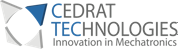 CEDRAT
TECHNOLOGIES
Innovation in Mechatronics